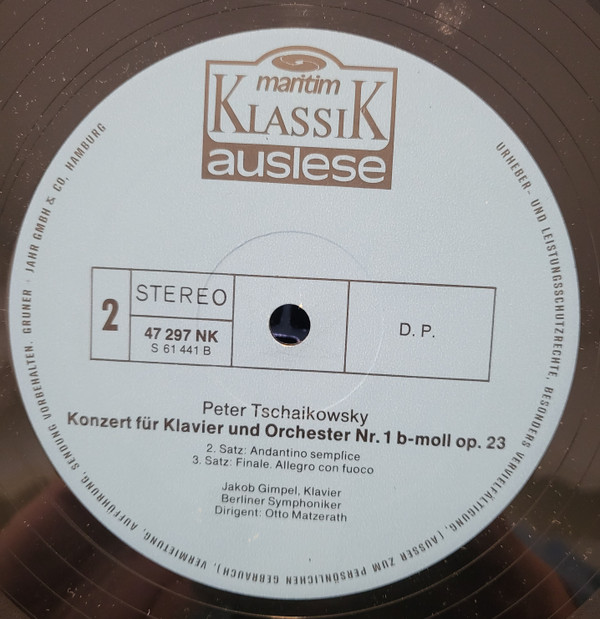 maritim
KLASSIK
auslese
URHEBER- UND LEISTUNGSSCHUTZRECHTE, BESONDERS VERVIELFÄLTIGUNG, (AUSSER ZUM PERSÖNLICHEN GEBRAUCH), VERMIETUNG, AUFFÜHRUNG, SENDUNG VORBEHALTEN. GRUNER + JAHR GMBH & CO, HAMBURG
2
STEREO
47 297 NK
S 61 441 B
D. P.
Peter Tschaikowsky
Konzert für Klavier und Orchester Nr. 1 b-moll op. 23
2. Satz: Andantino semplice
3. Satz: Finale. Allegro con fuoco
Jakob Gimpel, Klavier
Berliner Symphoniker
Dirigent: Otto Matzerath